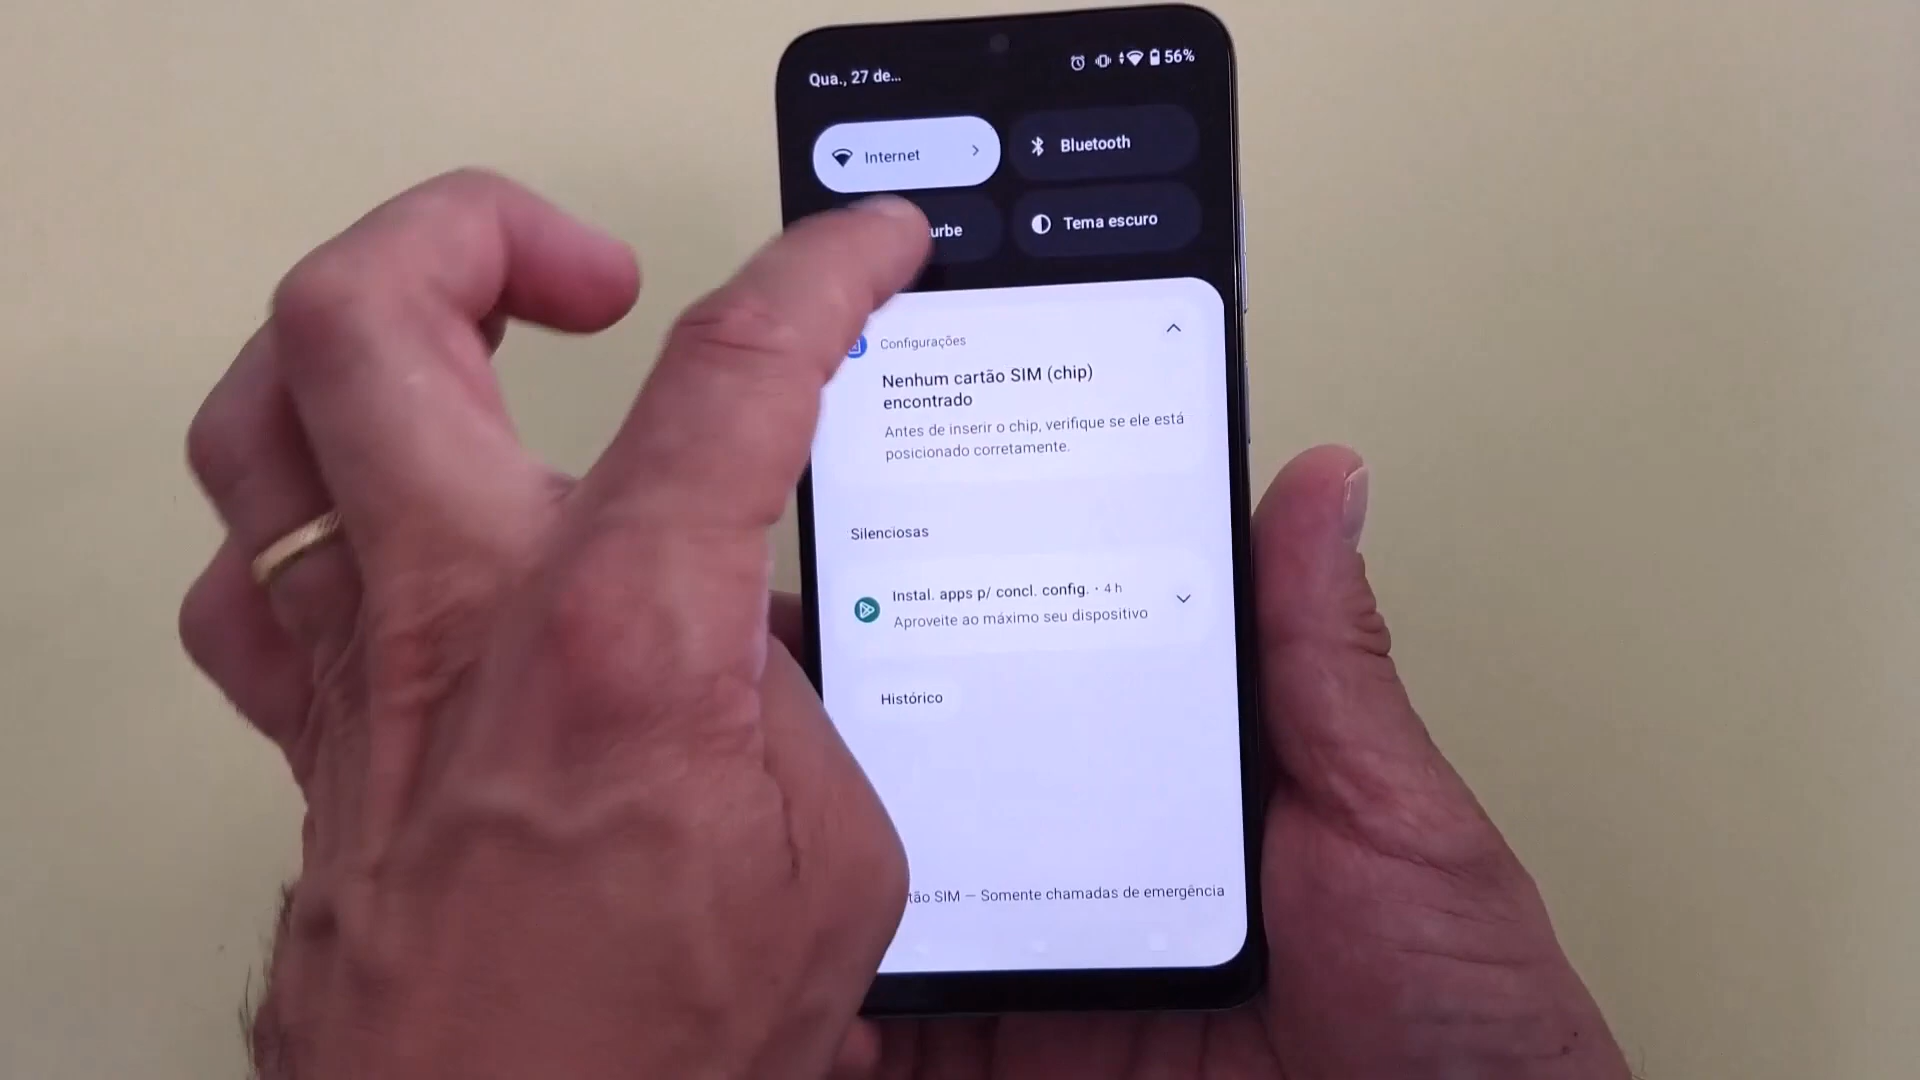 Qua., 27 de...
56%
Internet
Bluetooth
Tema escuro
Configurações
Nenhum cartão SIM (chip)
encontrado
Antes de inserir o chip, verifique se ele está
posicionado corretamente.
Silenciosas
Instal. apps p/ concl. config. · 4 h
Aproveite ao máximo seu dispositivo
Histórico
SIM — Somente chamadas de emergência